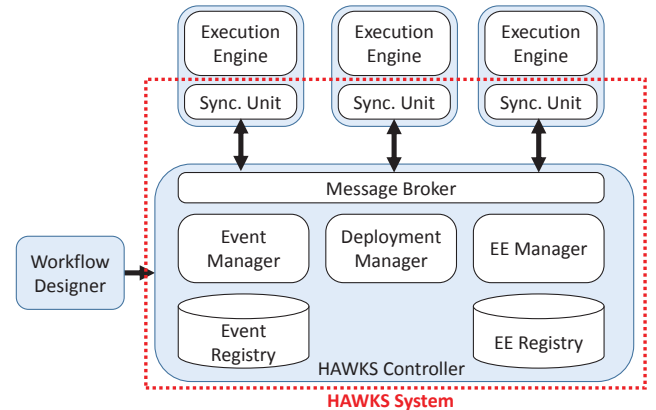 Execution Engine
Execution Engine
Execution Engine
Sync. Unit
Sync. Unit
Sync. Unit
Message Broker
Event Manager
Deployment Manager
EE Manager
Workflow Designer
Event Registry
EE Registry
HAWKS Controller
HAWKS System